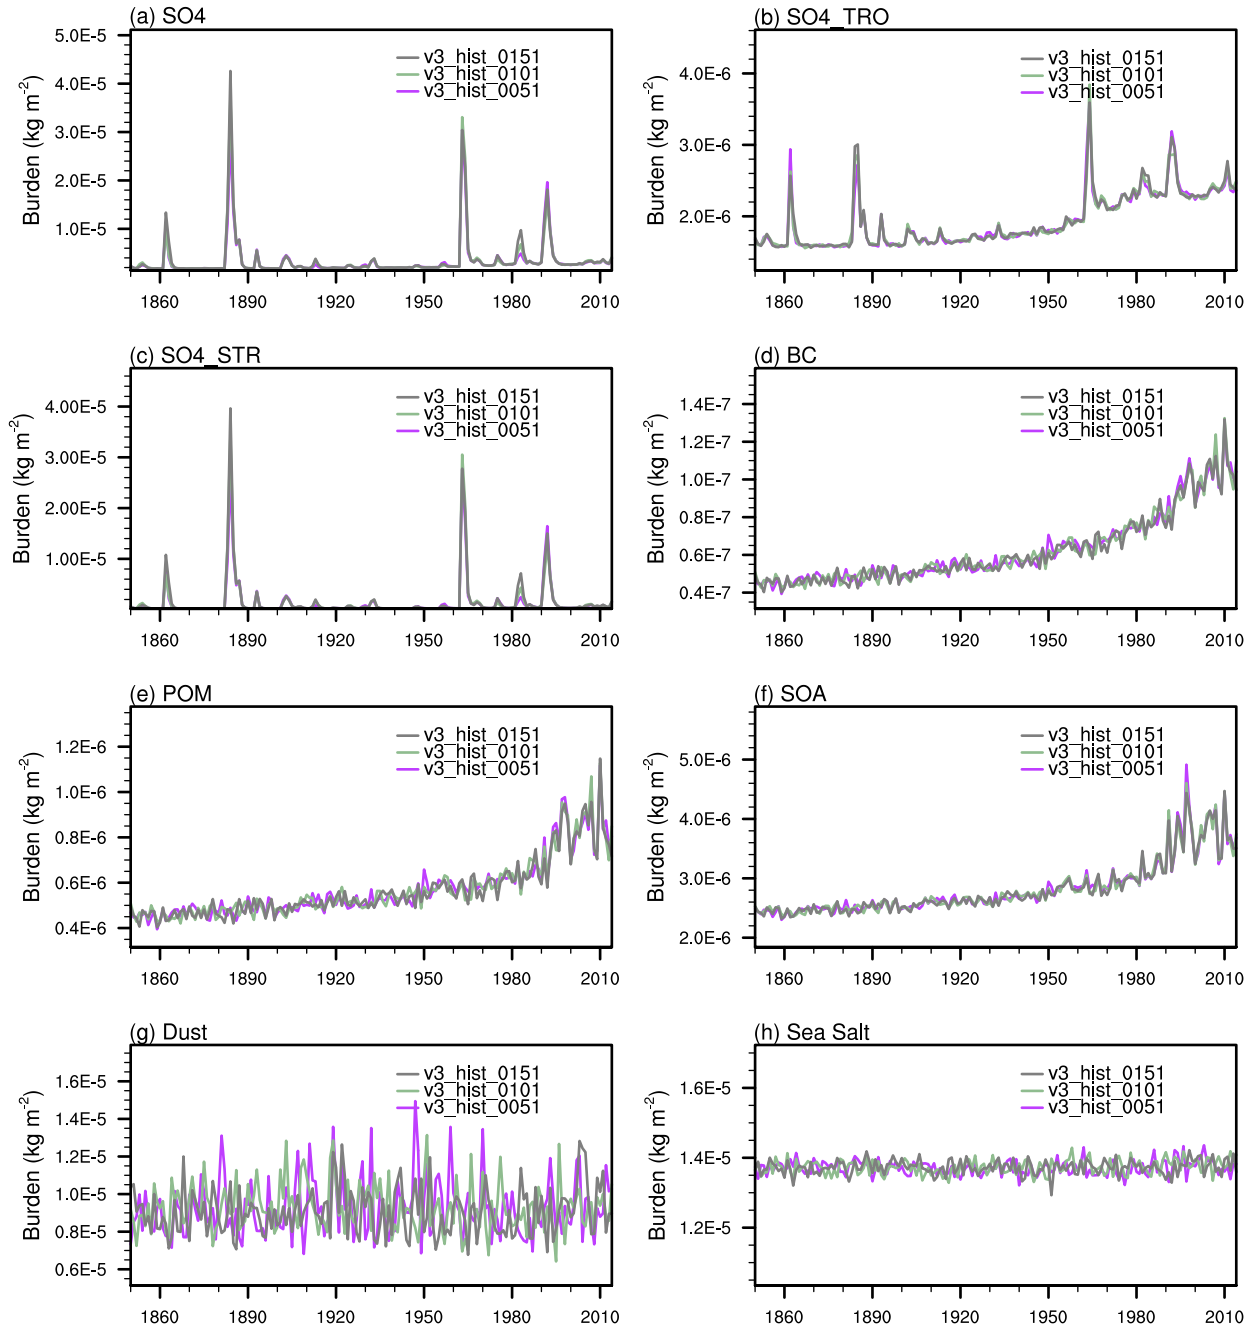 (a) SO4
5.0E-5
4.0E-5
3.0E-5
2.0E-5
1.0E-5
Burden (kg m-2)
v3_hist_0151
v3_hist_0101
v3_hist_0051
1860 1890 1920 1950 1980 2010
(b) SO4_TRO
4.0E-6
3.0E-6
2.0E-6
Burden (kg m-2)
v3_hist_0151
v3_hist_0101
v3_hist_0051
1860 1890 1920 1950 1980 2010
(c) SO4_STR
4.00E-5
3.00E-5
2.00E-5
1.00E-5
Burden (kg m-2)
v3_hist_0151
v3_hist_0101
v3_hist_0051
1860 1890 1920 1950 1980 2010
(d) BC
1.4E-7
1.2E-7
1.0E-7
0.8E-7
0.6E-7
0.4E-7
Burden (kg m-2)
v3_hist_0151
v3_hist_0101
v3_hist_0051
1860 1890 1920 1950 1980 2010
(e) POM
1.2E-6
1.0E-6
0.8E-6
0.6E-6
0.4E-6
Burden (kg m-2)
v3_hist_0151
v3_hist_0101
v3_hist_0051
1860 1890 1920 1950 1980 2010
(f) SOA
5.0E-6
4.0E-6
3.0E-6
2.0E-6
Burden (kg m-2)
v3_hist_0151
v3_hist_0101
v3_hist_0051
1860 1890 1920 1950 1980 2010
(g) Dust
1.6E-5
1.4E-5
1.2E-5
1.0E-5
0.8E-5
0.6E-5
Burden (kg m-2)
v3_hist_0151
v3_hist_0101
v3_hist_0051
1860 1890 1920 1950 1980 2010
(h) Sea Salt
1.6E-5
1.4E-5
1.2E-5
Burden (kg m-2)
v3_hist_0151
v3_hist_0101
v3_hist_0051
1860 1890 1920 1950 1980 2010